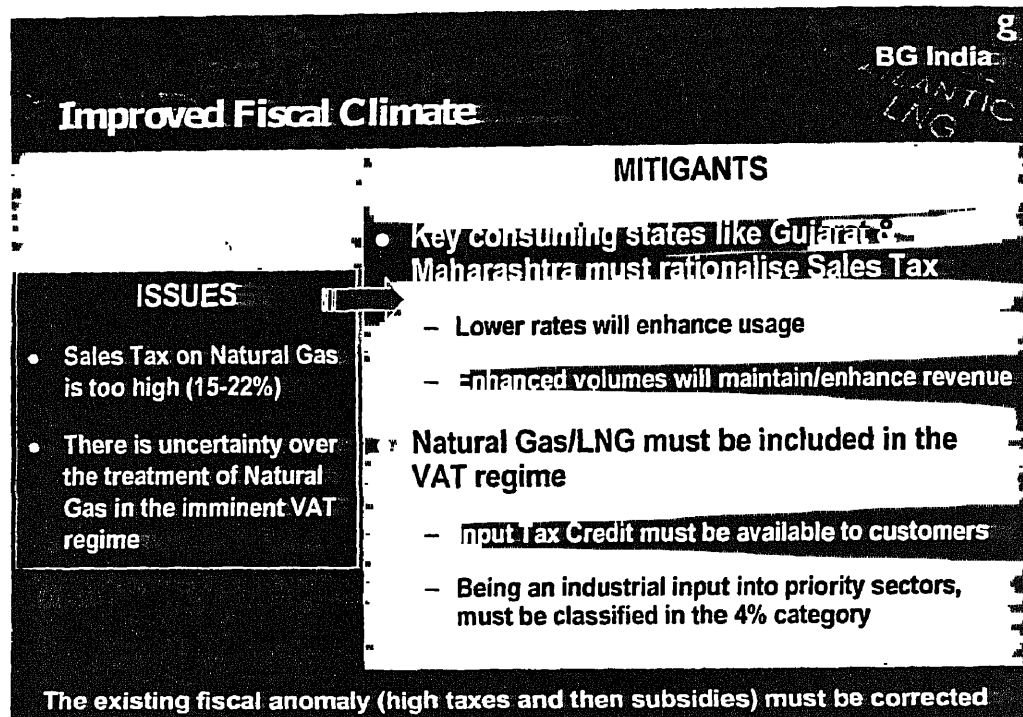 g
BG India
LNG
Improved Fiscal Climate
MITIGANTS
• Key consuming states like Gujarat &
Maharashtra must rationalise Sales Tax
– Lower rates will enhance usage
– Enhanced volumes will maintain/enhance revenue
Natural Gas/LNG must be included in the
VAT regime
– Input Tax Credit must be available to customers
– Being an industrial input into priority sectors,
must be classified in the 4% category
ISSUES
• Sales Tax on Natural Gas
is too high (15-22%)
• There is uncertainty over
the treatment of Natural
Gas in the imminent VAT
regime
The existing fiscal anomaly (high taxes and then subsidies) must be corrected